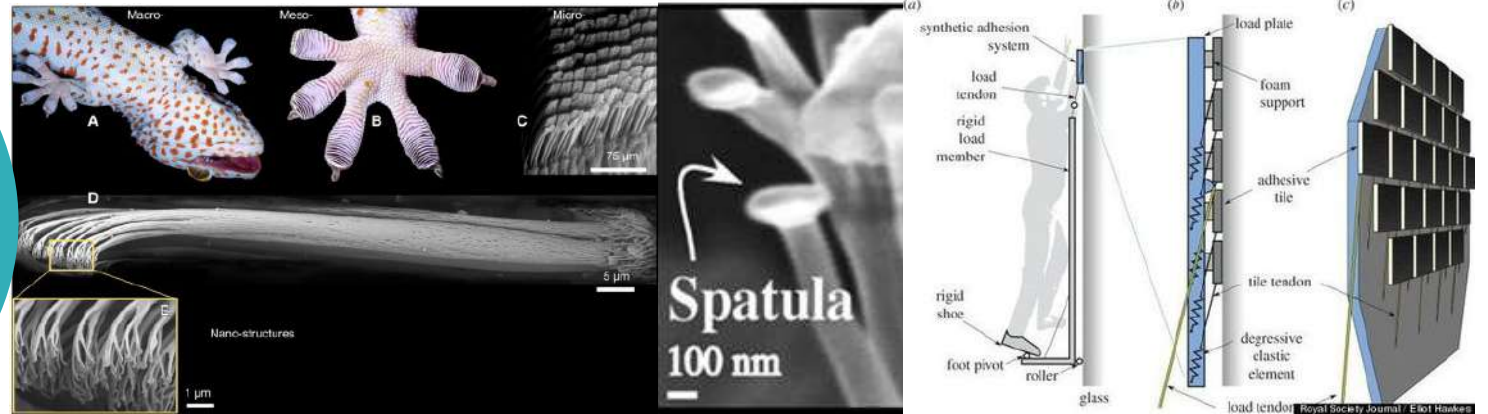 Macro-
Meso-
Micro-
A
B
C
75 µm
D
5 µm
E
Nano-structures
1 µm
Spatula
100 nm
(a)
synthetic adhesion
system
load
tendon
rigid
load
member
rigid
shoe
foot pivot
roller
glass
(b)
load plate
foam
support
adhesive
tile
tile tendon
degressive
elastic
element
load tendon
(c)
Royal Society Journal / Elliot Hawkes